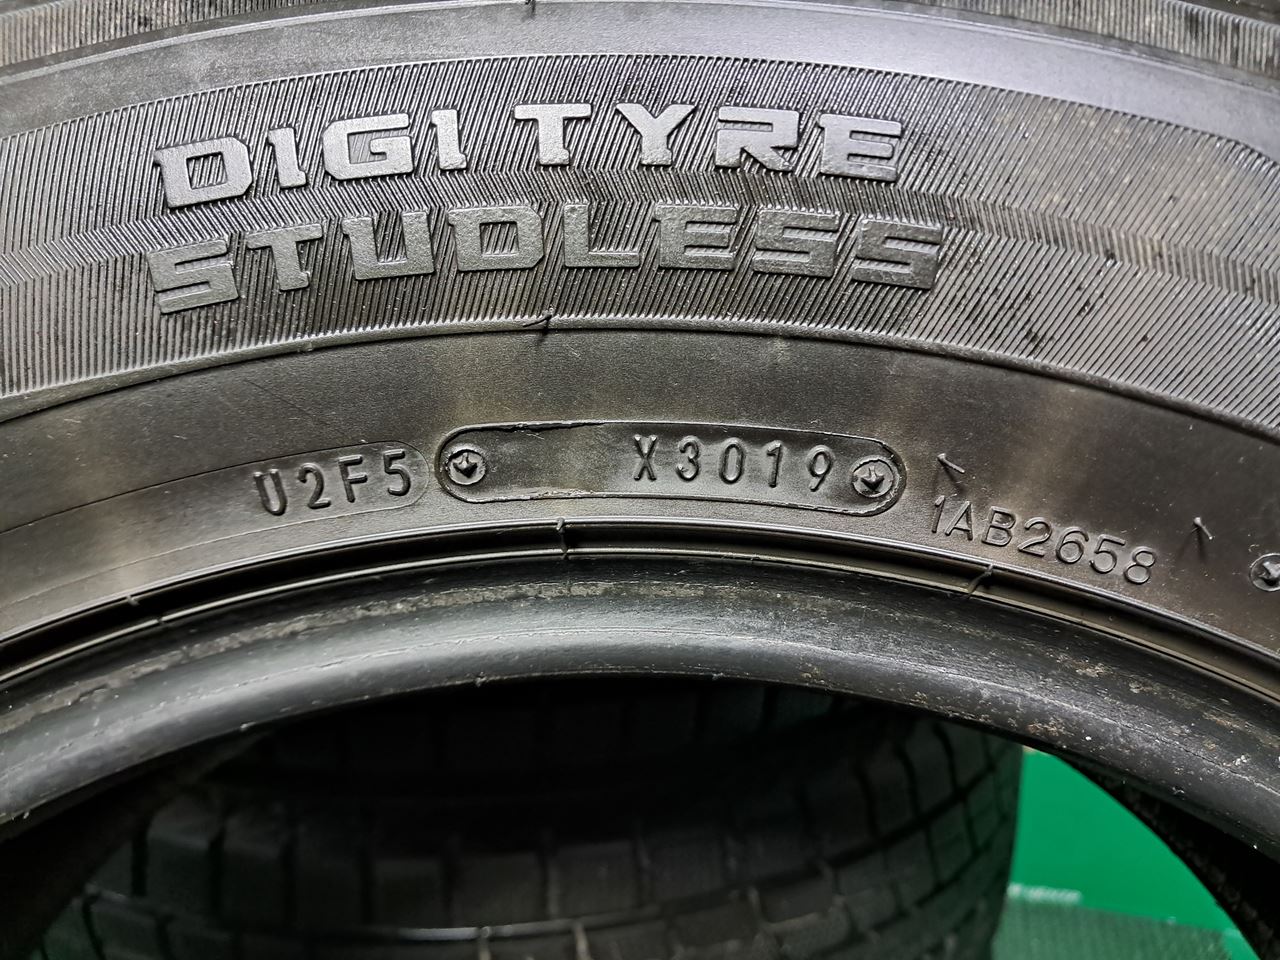 DIGI TYRE
STUDLESS
U2F5 X3019
1AB2658